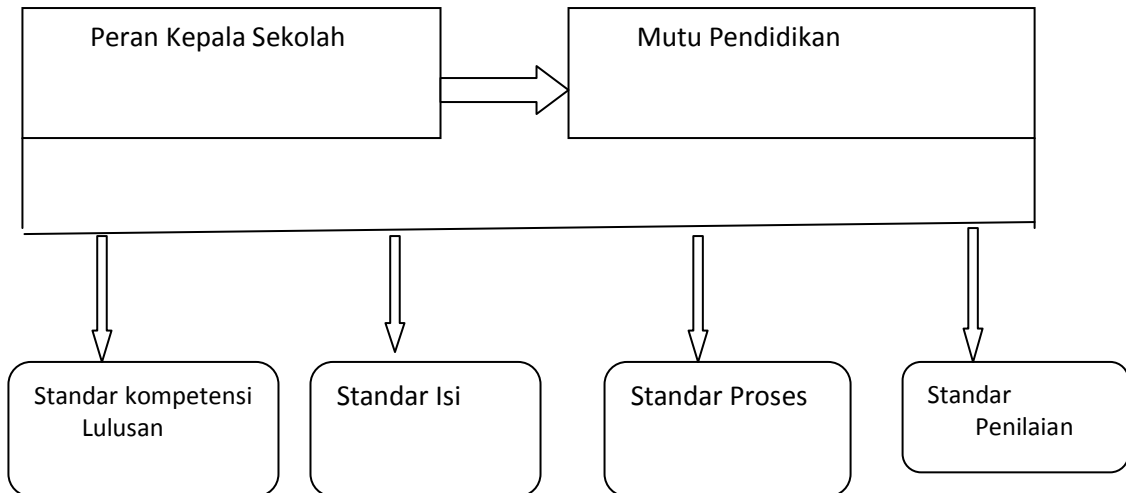 Peran Kepala Sekolah
Mutu Pendidikan
Standar kompetensi
Lulusan
Standar Isi
Standar Proses
Standar
Penilaian